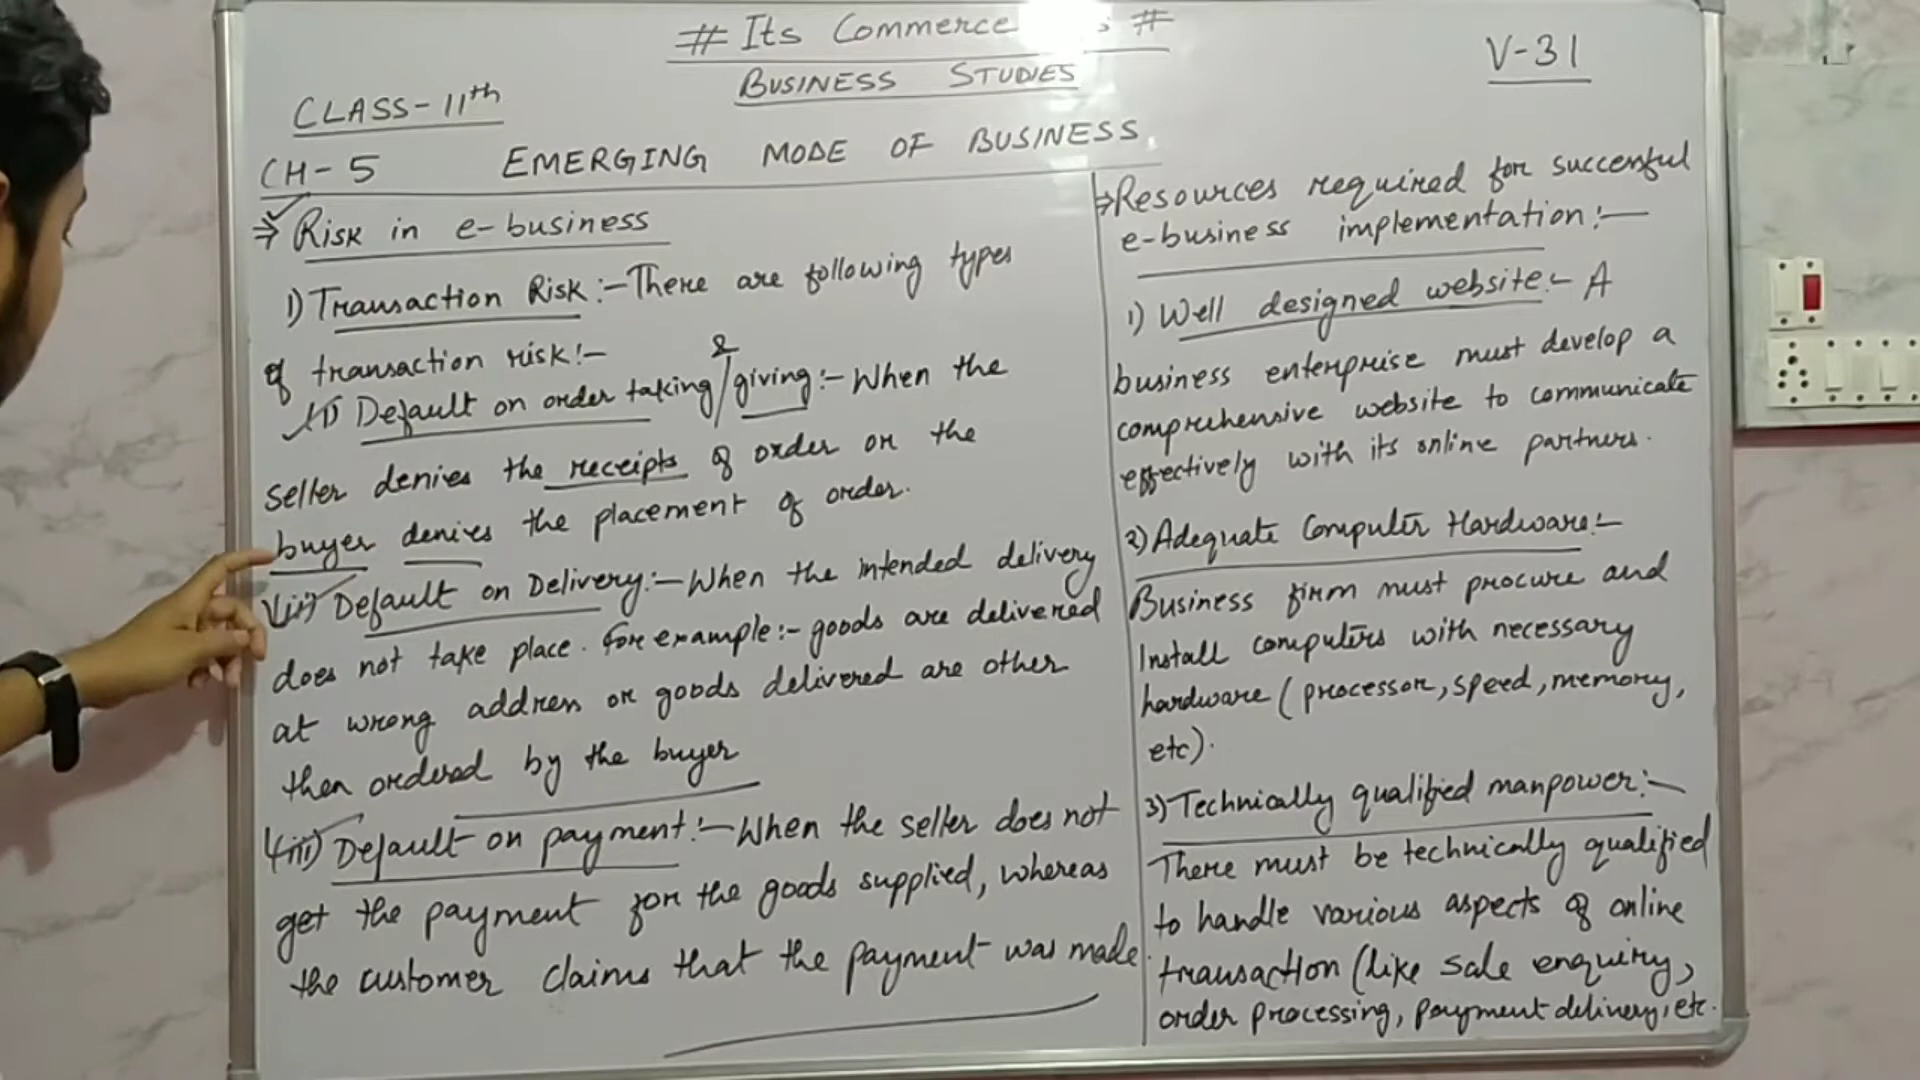 # Its Commerce #
BUSINESS STUDIES
V-31
CLASS-11th
CH-5 EMERGING MODE OF BUSINESS
⇒ Risk in e-business
1) Transaction Risk:- There are following types
of transaction risk:-
(i) Default on order taking/&giving:- When the
seller denies the receipts of order or the
buyer denies the placement of order.
(ii) Default on Delivery:- When the intended delivery
does not take place. For example:- goods are delivered
at wrong address or goods delivered are other
then ordered by the buyer
(iii) Default on payment:- When the seller does not
get the payment for the goods supplied, whereas
the customer claims that the payment was made.
⇒ Resources required for successful
e-business implementation:-
1) Well designed website:- A
business enterprise must develop a
comprehensive website to communicate
effectively with its online partners.
2) Adequate Computer Hardware:-
Business firm must procure and
Install computers with necessary
hardware (processor, speed, memory,
etc).
3) Technically qualified manpower:-
There must be technically qualified
to handle various aspects of online
transaction (like sale enquiry,
order processing, payment delivery, etc.